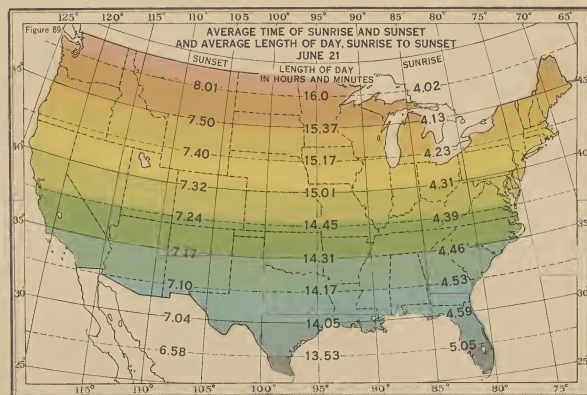 125° 120° 115° 110° 105° 100° 95° 90° 85° 80° 75° 70° 65°
Figure 89
AVERAGE TIME OF SUNRISE AND SUNSET
AND AVERAGE LENGTH OF DAY, SUNRISE TO SUNSET
JUNE 21
SUNSET
LENGTH OF DAY
IN HOURS AND MINUTES
SUNRISE
8.01 16.0 4.02
45° 45°
7.50 15.37 4.13
7.40 15.17 4.23
40° 40°
7.32 15.01 4.31
7.24 14.45 4.39
35° 35°
7.17 14.31 4.46
7.10 14.17 4.53
30 30
7.04 14.05 4.59
6.58 13.53 5.05
25 25
115° 110° 105° 100° 95° 90° 85° 80° 75°